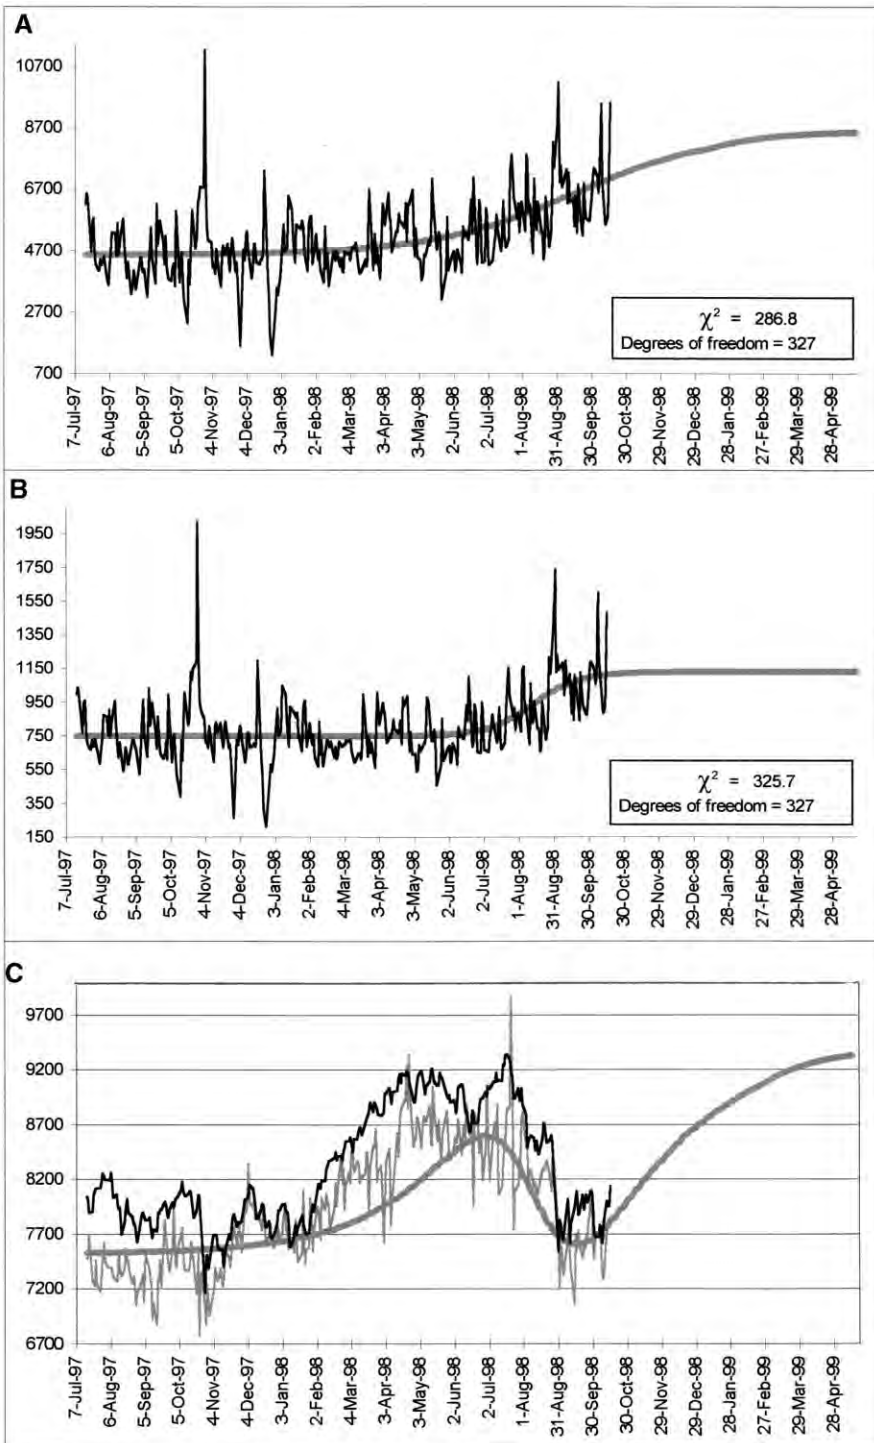 A
10700
8700
6700
4700
2700
700
χ² = 286.8
Degrees of freedom = 327
7-Jul-97
6-Aug-97
5-Sep-97
5-Oct-97
4-Nov-97
4-Dec-97
3-Jan-98
2-Feb-98
4-Mar-98
3-Apr-98
3-May-98
2-Jun-98
2-Jul-98
1-Aug-98
31-Aug-98
30-Sep-98
30-Oct-98
29-Nov-98
29-Dec-98
28-Jan-99
27-Feb-99
29-Mar-99
28-Apr-99
B
1950
1750
1550
1350
1150
950
750
550
350
150
χ² = 325.7
Degrees of freedom = 327
7-Jul-97
6-Aug-97
5-Sep-97
5-Oct-97
4-Nov-97
4-Dec-97
3-Jan-98
2-Feb-98
4-Mar-98
3-Apr-98
3-May-98
2-Jun-98
2-Jul-98
1-Aug-98
31-Aug-98
30-Sep-98
30-Oct-98
29-Nov-98
29-Dec-98
28-Jan-99
27-Feb-99
29-Mar-99
28-Apr-99
C
9700
9200
8700
8200
7700
7200
6700
7-Jul-97
6-Aug-97
5-Sep-97
5-Oct-97
4-Nov-97
4-Dec-97
3-Jan-98
2-Feb-98
4-Mar-98
3-Apr-98
3-May-98
2-Jun-98
2-Jul-98
1-Aug-98
31-Aug-98
30-Sep-98
30-Oct-98
29-Nov-98
29-Dec-98
28-Jan-99
27-Feb-99
29-Mar-99
28-Apr-99